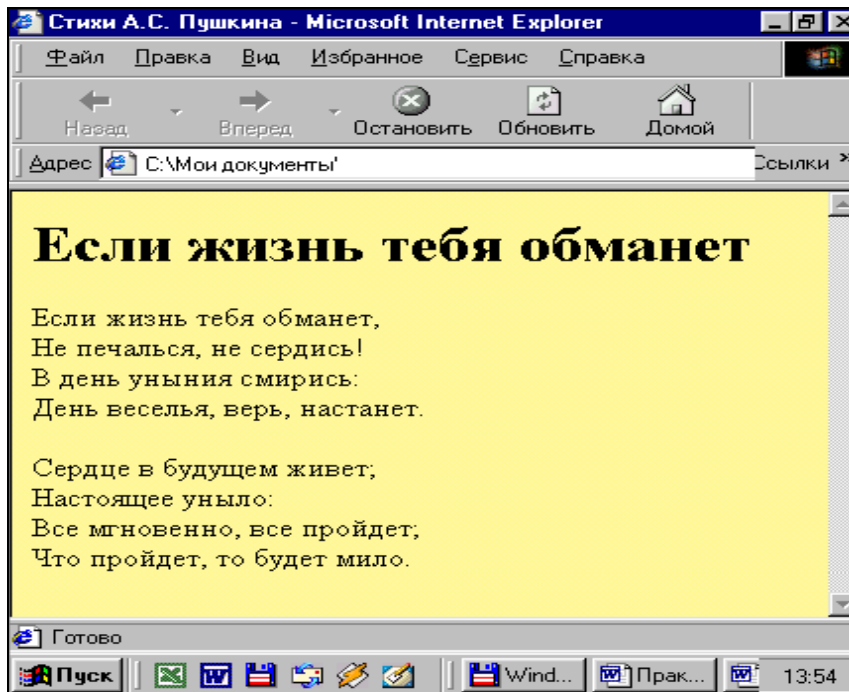 Стихи А.С. Пушкина - Microsoft Internet Explorer
Файл Правка Вид Избранное Сервис Справка
Назад Вперед Остановить Обновить Домой
Адрес C:\Мои документы' Ссылки »
Если жизнь тебя обманет
Если жизнь тебя обманет,
Не печалься, не сердись!
В день уныния смирись:
День веселья, верь, настанет.
Сердце в будущем живет;
Настоящее уныло:
Все мгновенно, все пройдет;
Что пройдет, то будет мило.
Готово
Пуск Wind... Прак... 13:54